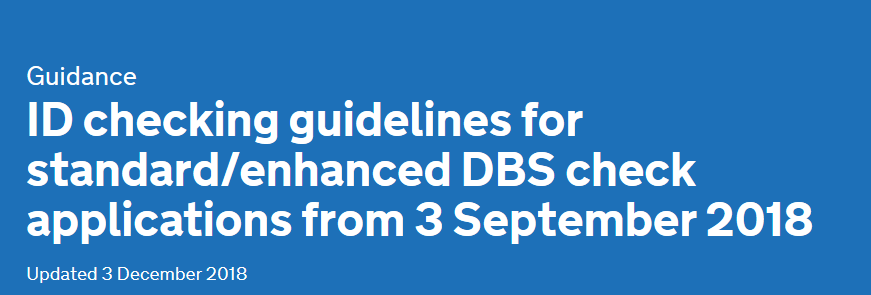 Guidance
ID checking guidelines for
standard/enhanced DBS check
applications from 3 September 2018
Updated 3 December 2018